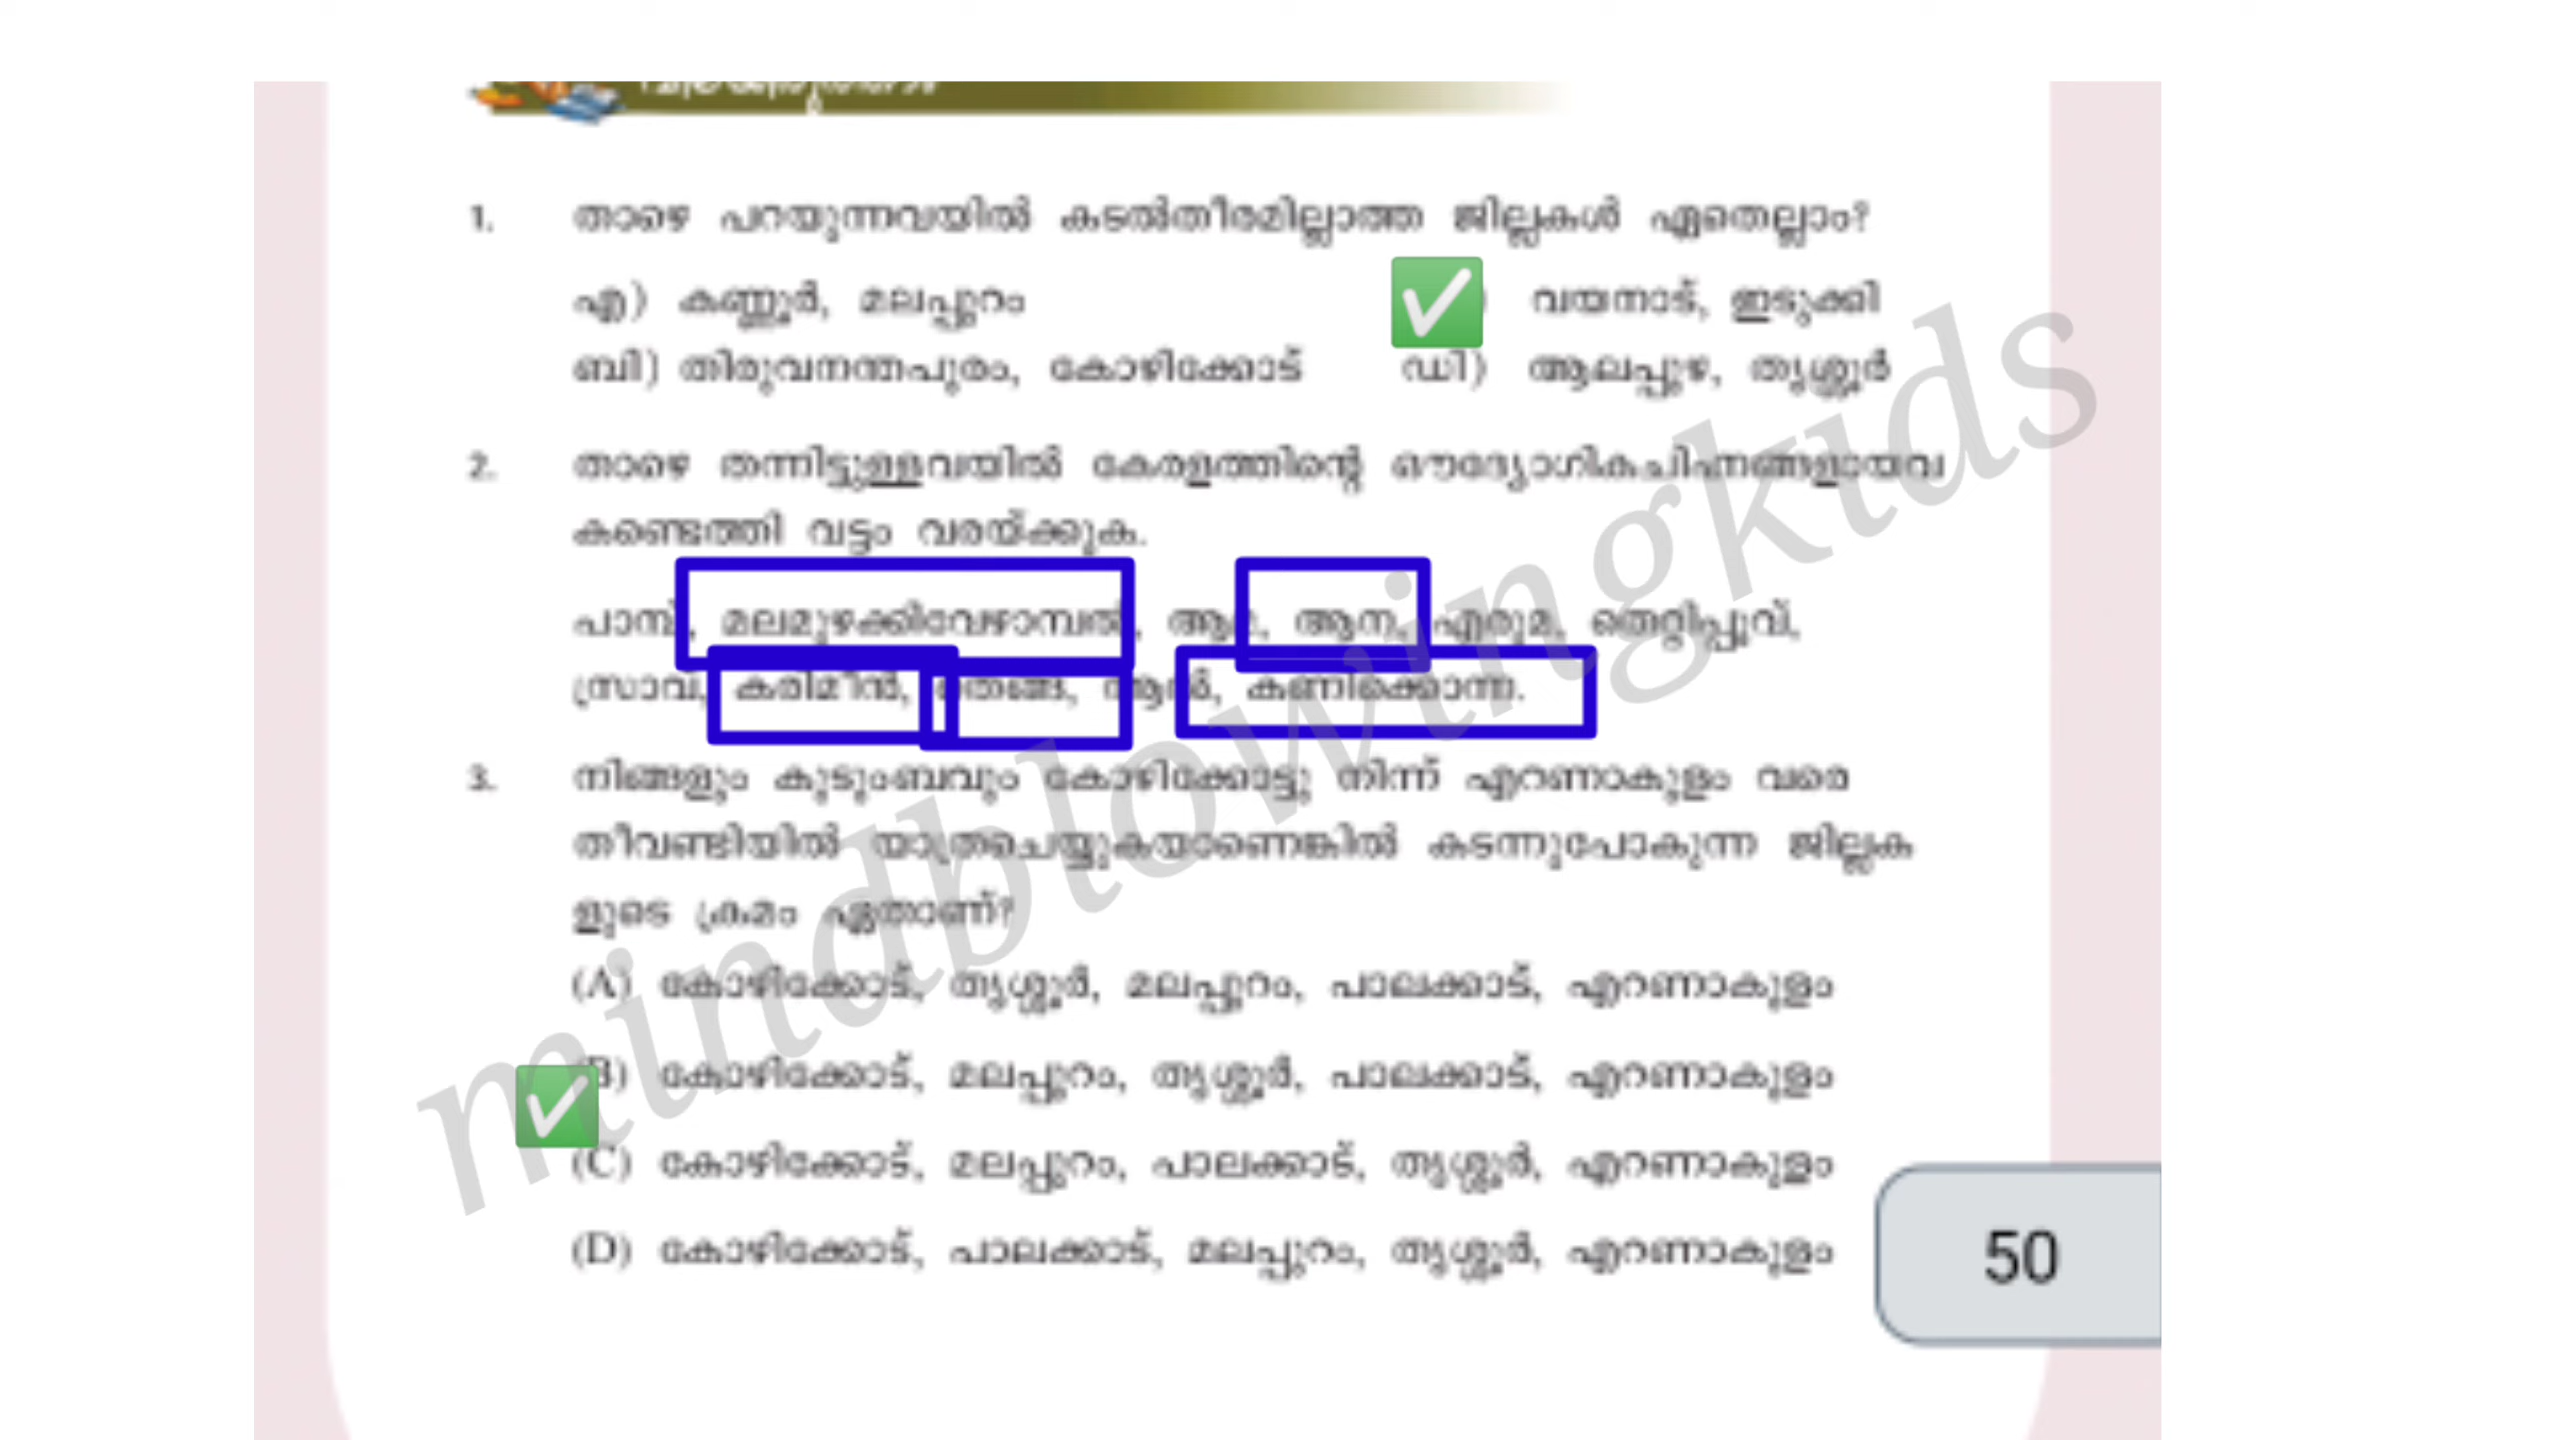 1. താഴെ പറയുന്നവയിൽ കടൽതീരമില്ലാത്ത ജില്ലകൾ ഏതെല്ലാം?
എ) കണ്ണൂർ, മലപ്പുറം ) വയനാട്, ഇടുക്കി
ബി) തിരുവനന്തപുരം, കോഴിക്കോട് ഡി) ആലപ്പുഴ, തൃശ്ശൂർ
2. താഴെ തന്നിട്ടുള്ളവയിൽ കേരളത്തിന്റെ ഔദ്യോഗികചിഹ്നങ്ങളായവ
കണ്ടെത്തി വട്ടം വരയ്ക്കുക.
പാമ്പ്, മലമുഴക്കിവേഴാമ്പൽ, ആമ, ആന, എരുമ, തെറ്റിപ്പൂവ്,
സ്രാവ്, കരിമീൻ, തെങ്ങ്, ആൽ, കണിക്കൊന്ന.
3. നിങ്ങളും കുടുംബവും കോഴിക്കോട്ടു നിന്ന് എറണാകുളം വരെ
തീവണ്ടിയിൽ യാത്രചെയ്യുകയാണെങ്കിൽ കടന്നുപോകുന്ന ജില്ലക
ളുടെ ക്രമം ഏതാണ്?
(A) കോഴിക്കോട്, തൃശ്ശൂർ, മലപ്പുറം, പാലക്കാട്, എറണാകുളം
B) കോഴിക്കോട്, മലപ്പുറം, തൃശ്ശൂർ, പാലക്കാട്, എറണാകുളം
(C) കോഴിക്കോട്, മലപ്പുറം, പാലക്കാട്, തൃശ്ശൂർ, എറണാകുളം
(D) കോഴിക്കോട്, പാലക്കാട്, മലപ്പുറം, തൃശ്ശൂർ, എറണാകുളം
50
mindblowingkids